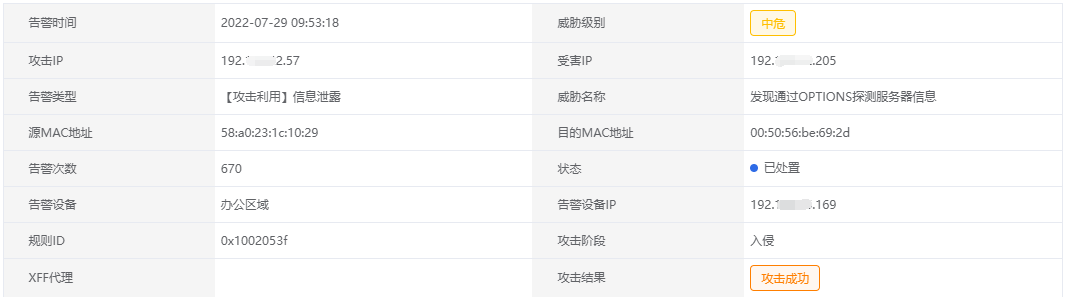 告警时间 2022-07-29 09:53:18 威胁级别 中危
攻击IP 192. 2.57 受害IP 192. .205
告警类型 【攻击利用】信息泄露 威胁名称 发现通过OPTIONS探测服务器信息
源MAC地址 58:a0:23:1c:10:29 目的MAC地址 00:50:56:be:69:2d
告警次数 670 状态 已处置
告警设备 办公区域 告警设备IP 192. .169
规则ID 0x1002053f 攻击阶段 入侵
XFF代理 攻击结果 攻击成功